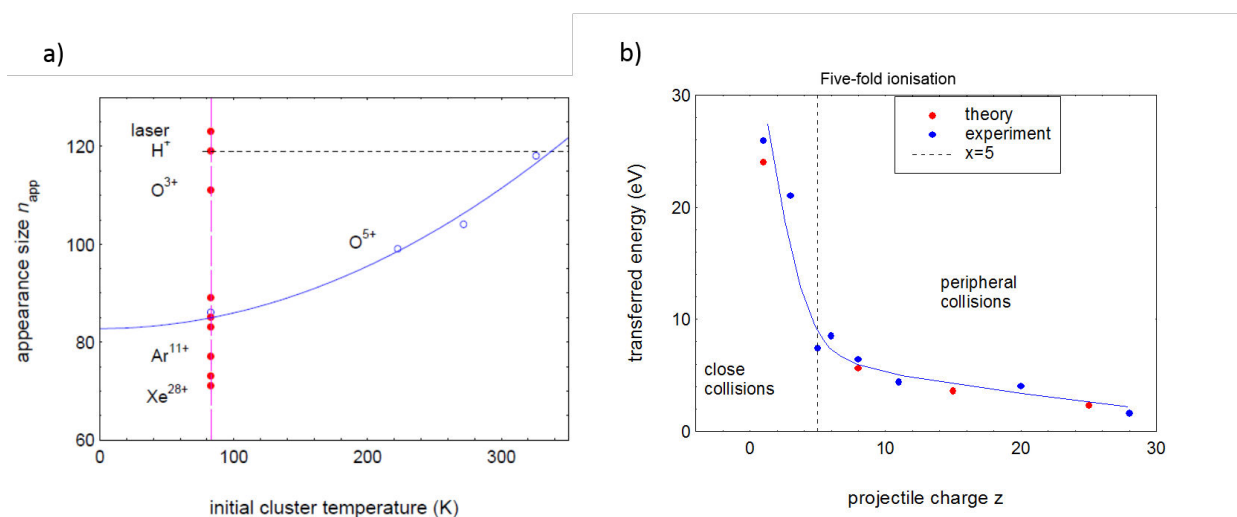 a)
laser
H+
O3+
O5+
Ar11+
Xe28+
120
100
80
60
0
100
200
300
appearance size napp
initial cluster temperature (K)
b)
Five-fold ionisation
theory
experiment
x=5
peripheral
collisions
close
collisions
30
20
10
0
0
10
20
30
transferred energy (eV)
projectile charge z